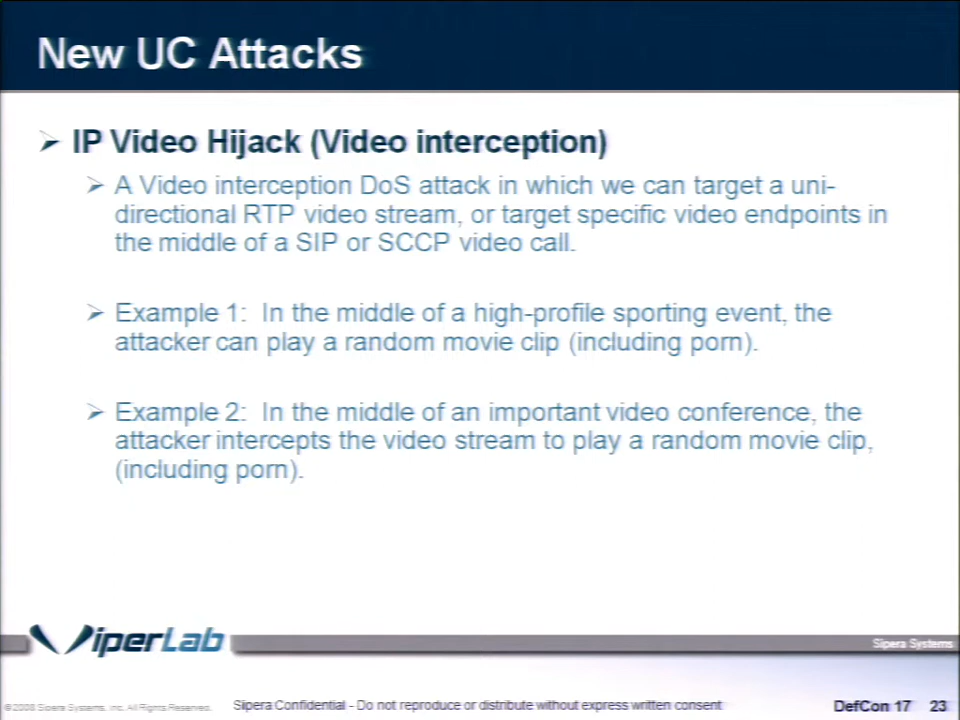 New UC Attacks
IP Video Hijack (Video interception)
A Video interception DoS attack in which we can target a uni-
directional RTP video stream, or target specific video endpoints in
the middle of a SIP or SCCP video call.
Example 1: In the middle of a high-profile sporting event, the
attacker can play a random movie clip (including porn).
Example 2: In the middle of an important video conference, the
attacker intercepts the video stream to play a random movie clip,
(including porn).
ViperLab
Sipera Systems
©2008 Sipera Systems, Inc. All Rights Reserved.
Sipera Confidential - Do not reproduce or distribute without express written consent
DefCon 17 23